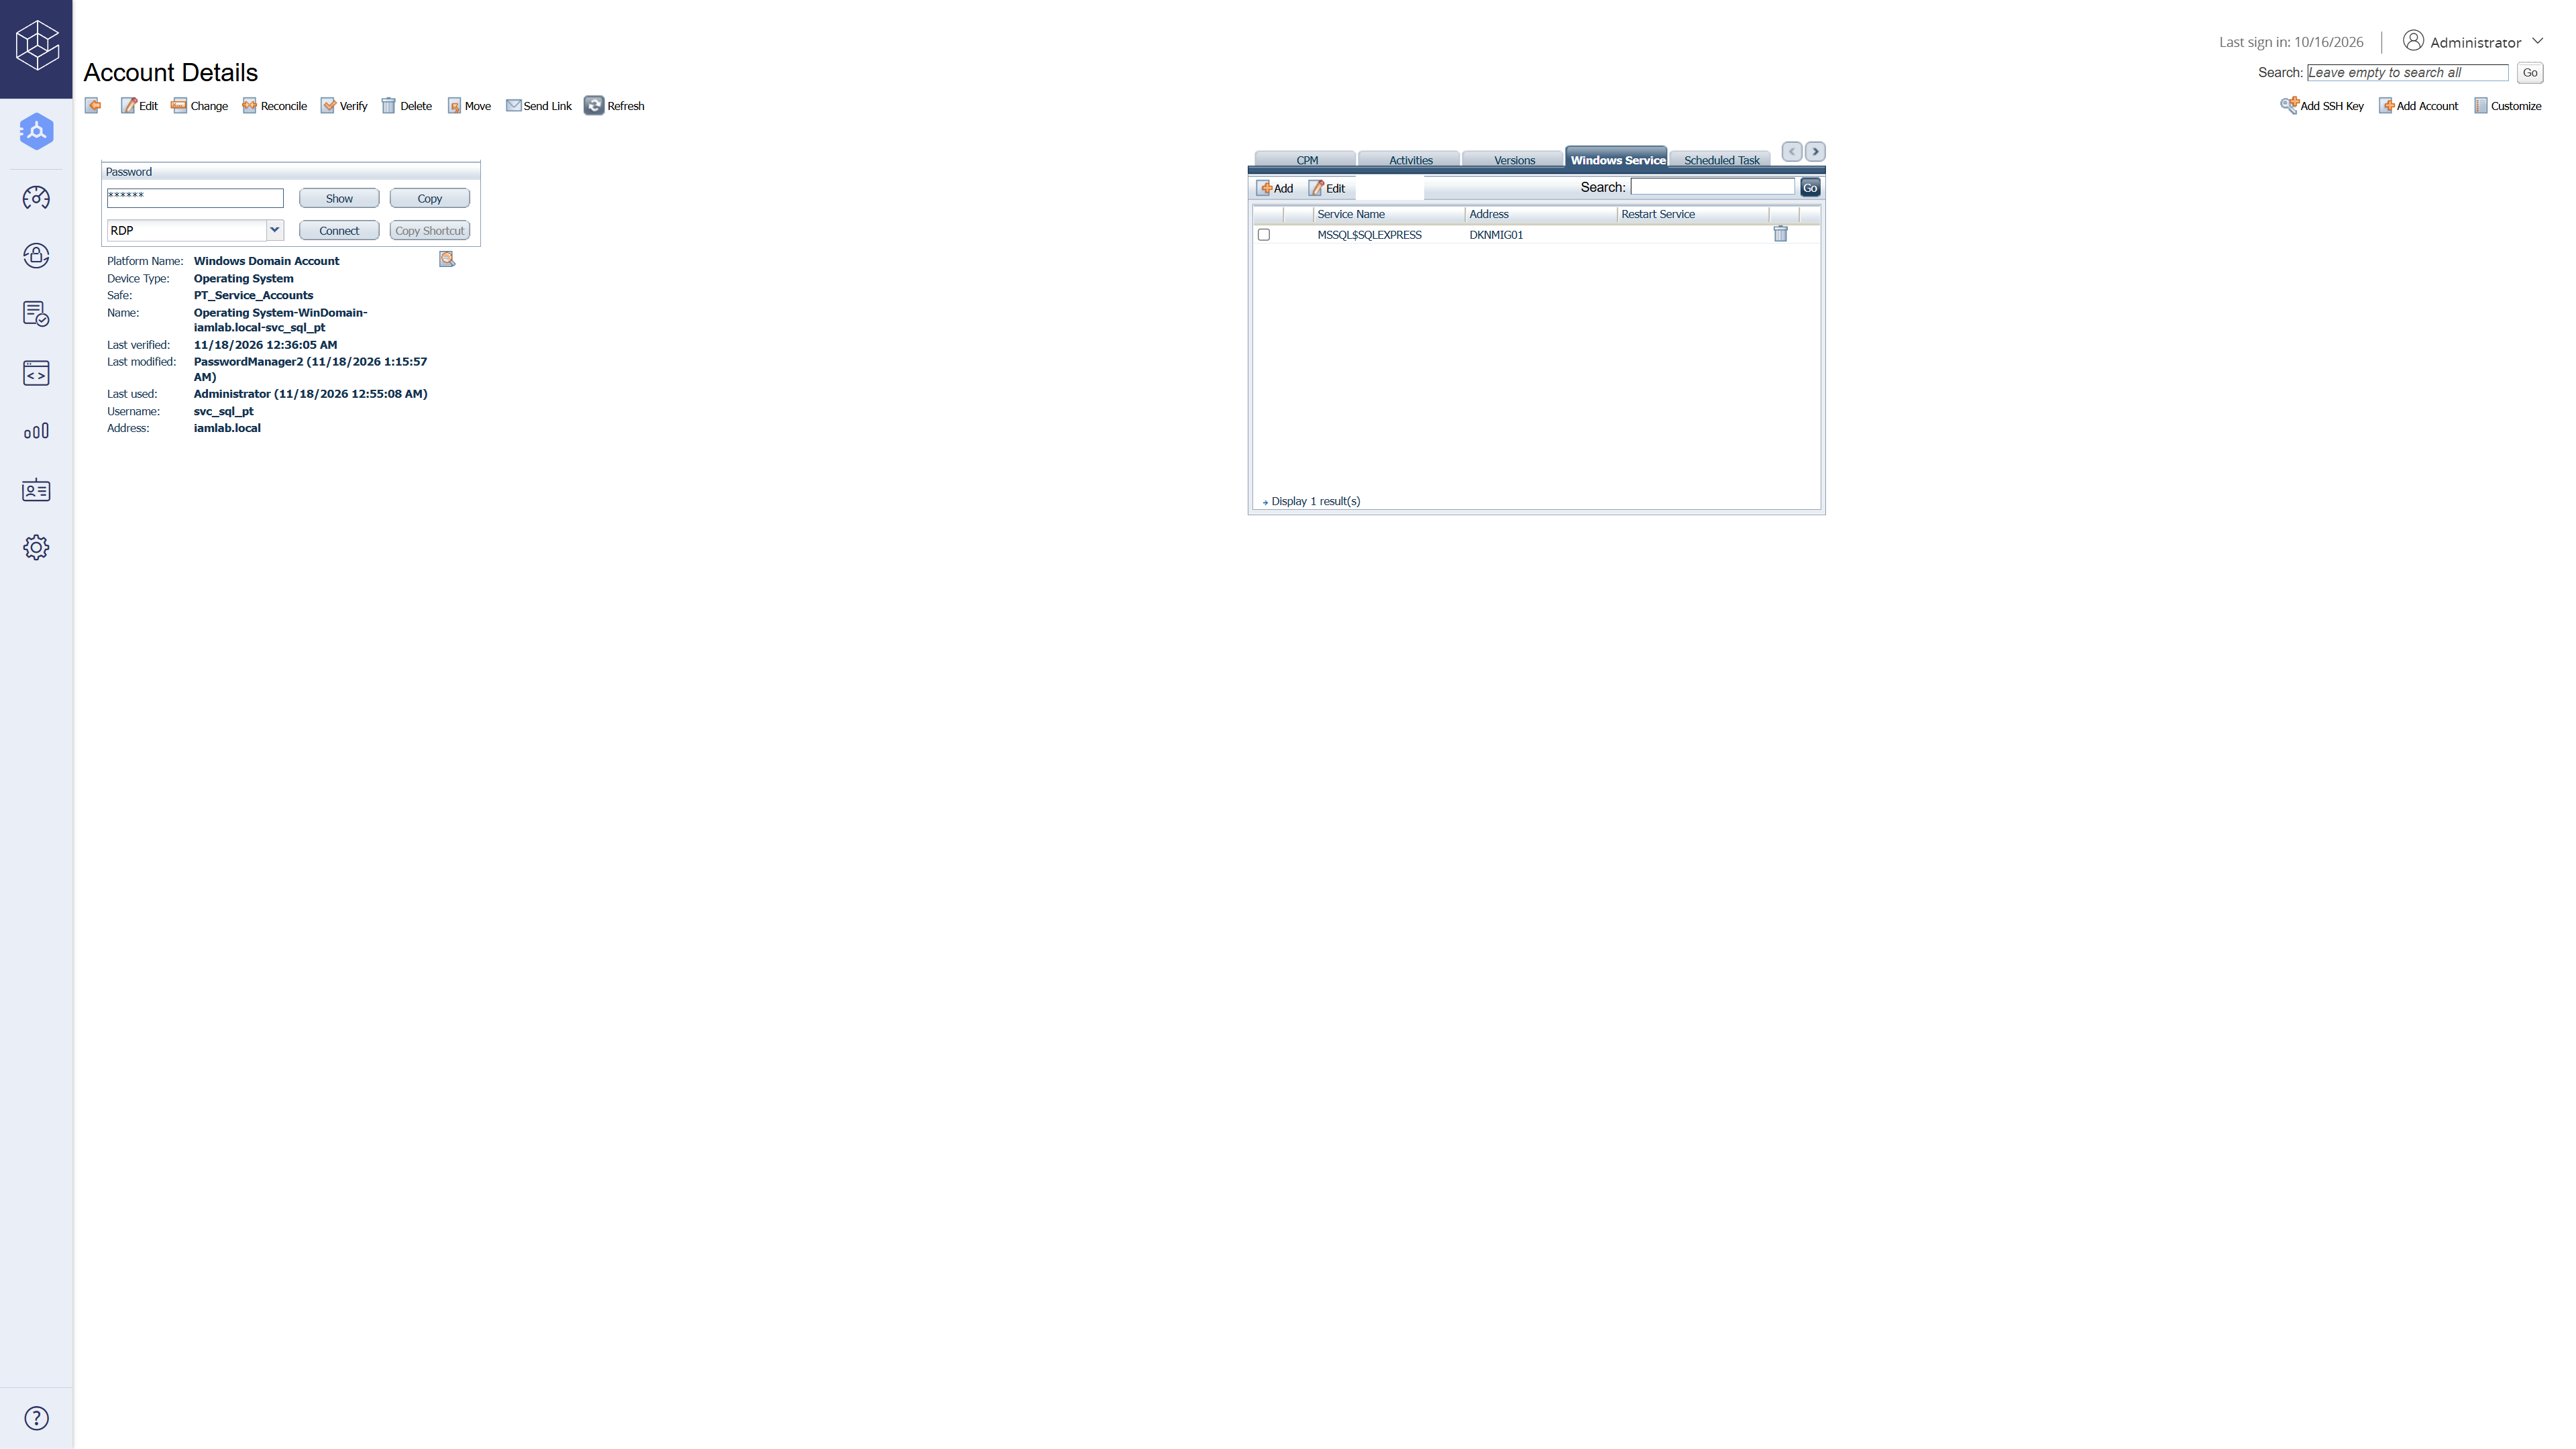 Last sign in: 10/16/2026
Administrator
Account Details
Search: Leave empty to search all Go
Edit Change Reconcile Verify Delete Move Send Link Refresh
Add SSH Key Add Account Customize
Password
****** Show Copy
RDP Connect Copy Shortcut
Platform Name: Windows Domain Account
Device Type: Operating System
Safe: PT_Service_Accounts
Name: Operating System-WinDomain-
iamlab.local-svc_sql_pt
Last verified: 11/18/2026 12:36:05 AM
Last modified: PasswordManager2 (11/18/2026 1:15:57
AM)
Last used: Administrator (11/18/2026 12:55:08 AM)
Username: svc_sql_pt
Address: iamlab.local
CPM Activities Versions Windows Service Scheduled Task
Add Edit Search: Go
Service Name Address Restart Service
MSSQL$SQLEXPRESS DKNMIG01
Display 1 result(s)